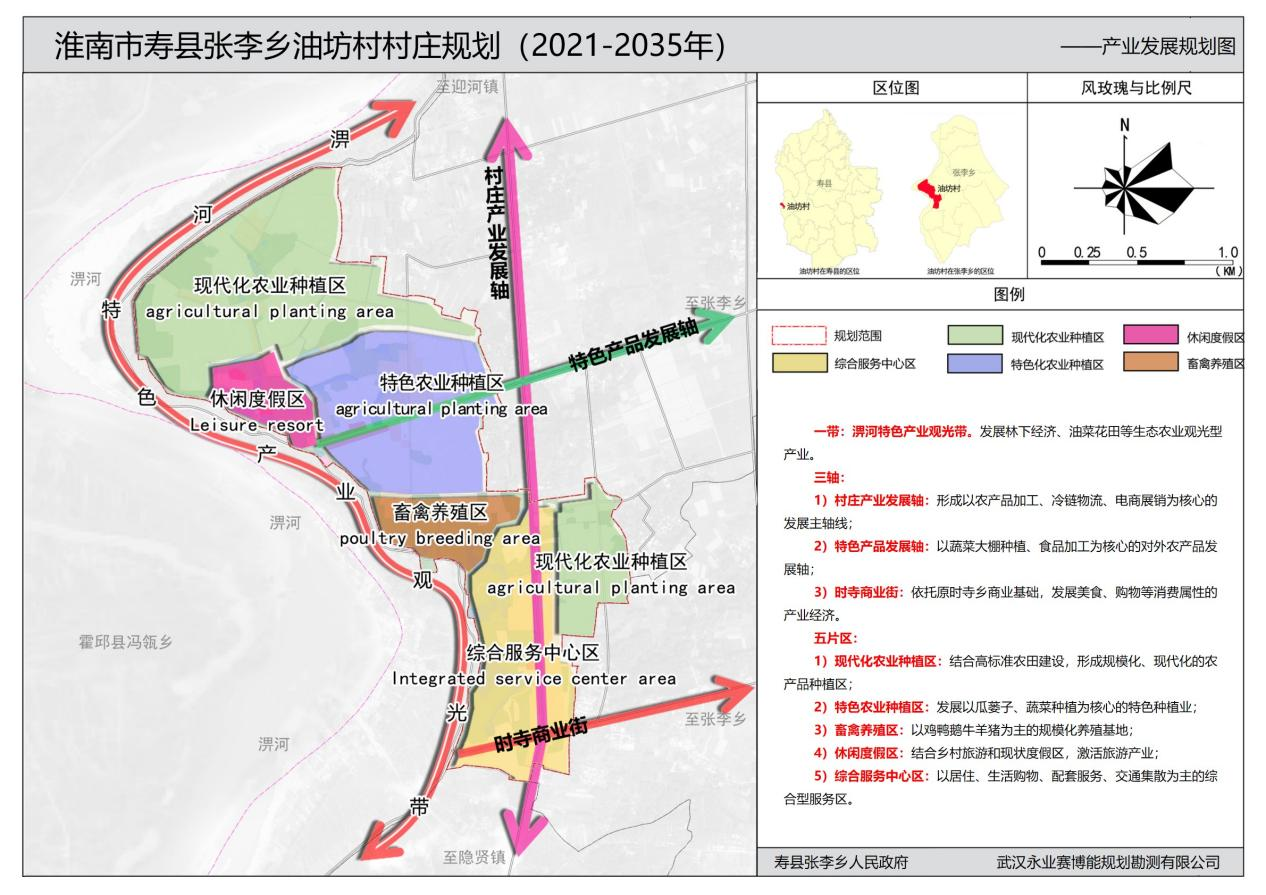 淮南市寿县张李乡油坊村村庄规划（2021-2035年）
——产业发展规划图
至迎河镇
淠
河
特
色
产
业
观
光
带
村庄产业发展轴
淠河
现代化农业种植区
agricultural planting area
至张李乡
特色产品发展轴
特色农业种植区
agricultural planting area
休闲度假区
Leisure resort
淠河
畜禽养殖区
poultry breeding area
现代化农业种植区
agricultural planting area
霍邱县冯瓴乡
综合服务中心区
Integrated service center area
至张李乡
时寺商业街
淠河
至隐贤镇
区位图
风玫瑰与比例尺
寿县
油坊村
油坊村在寿县的区位
张李乡
油坊村
油坊村在张李乡的区位
N
0 0.25 0.5 1.0
(KM)
图例
规划范围
现代化农业种植区
休闲度假区
综合服务中心区
特色化农业种植区
畜禽养殖区
一带：淠河特色产业观光带。发展林下经济、油菜花田等生态农业观光型
产业。
三轴：
1）村庄产业发展轴：形成以农产品加工、冷链物流、电商展销为核心的
发展主轴线；
2）特色产品发展轴：以蔬菜大棚种植、食品加工为核心的对外农产品发
展轴；
3）时寺商业街：依托原时寺乡商业基础，发展美食、购物等消费属性的
产业经济。
五片区：
1）现代化农业种植区：结合高标准农田建设，形成规模化、现代化的农
产品种植区；
2）特色农业种植区：发展以瓜蒌子、蔬菜种植为核心的特色种植业；
3）畜禽养殖区：以鸡鸭鹅牛羊猪为主的规模化养殖基地；
4）休闲度假区：结合乡村旅游和现状度假区，激活旅游产业；
5）综合服务中心区：以居住、生活购物、配套服务、交通集散为主的综
合型服务区。
寿县张李乡人民政府
武汉永业赛博能规划勘测有限公司